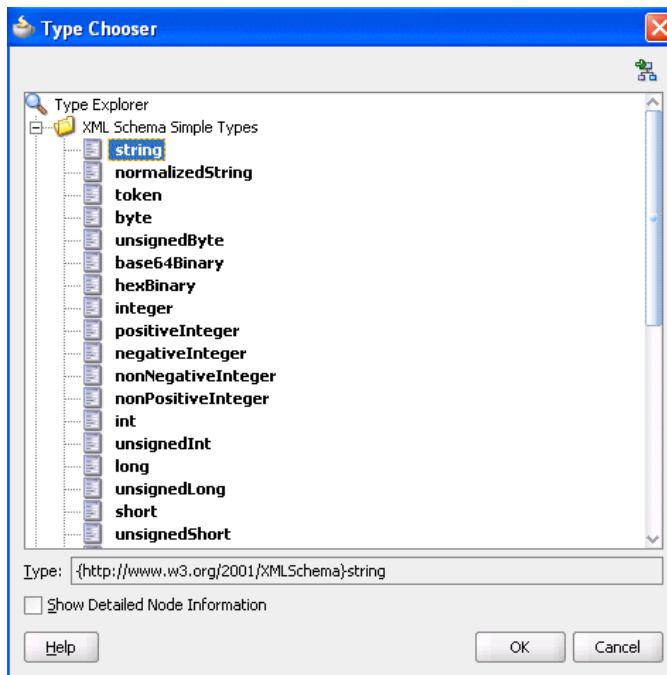 Type Chooser
Type Explorer
XML Schema Simple Types
string
normalizedString
token
byte
unsignedByte
base64Binary
hexBinary
integer
positiveInteger
negativeInteger
nonNegativeInteger
nonPositiveInteger
int
unsignedInt
long
unsignedLong
short
unsignedShort
Type: {http://www.w3.org/2001/XMLSchema}string
Show Detailed Node Information
Help OK Cancel